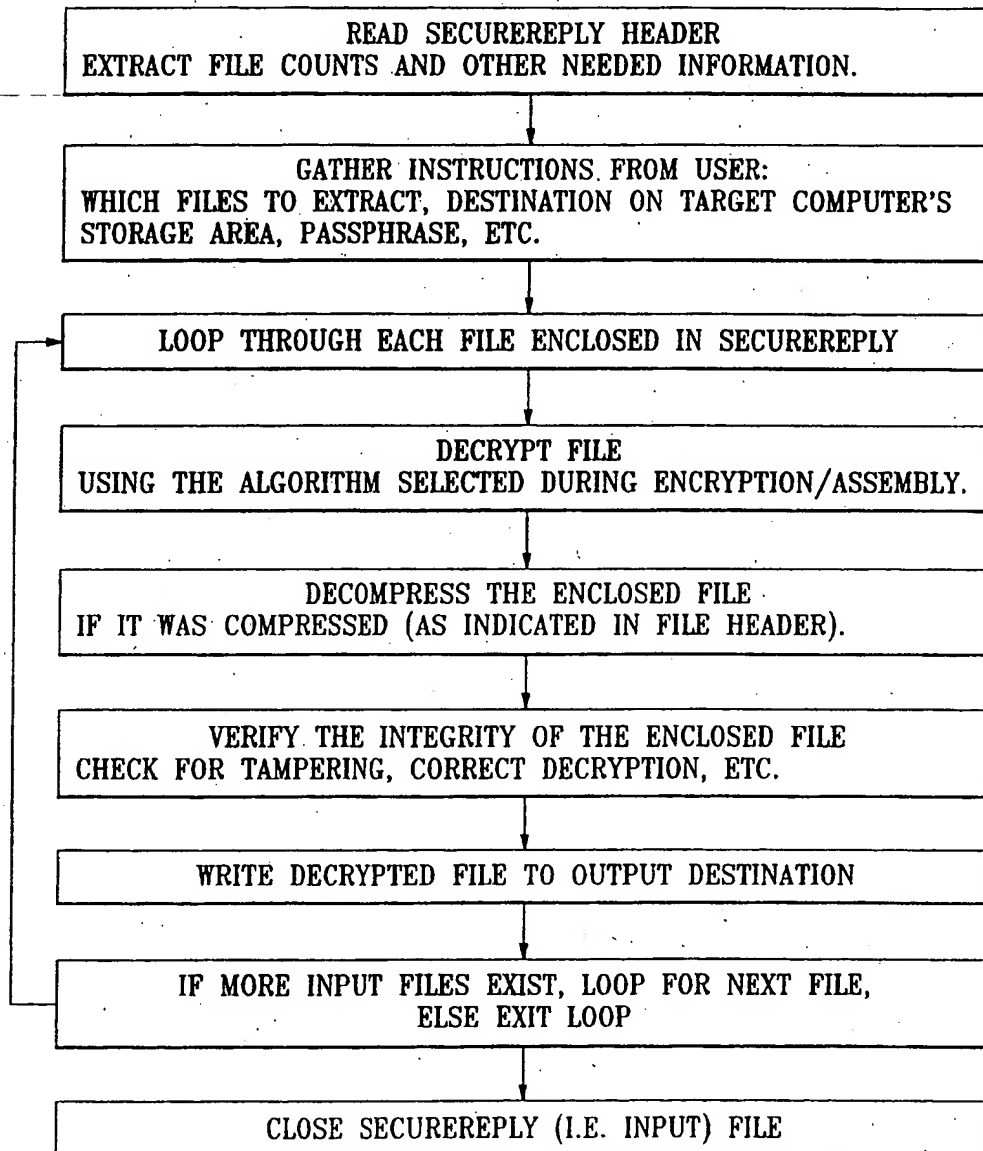 READ SECUREREPLY HEADER
EXTRACT FILE COUNTS AND OTHER NEEDED INFORMATION.
GATHER INSTRUCTIONS FROM USER:
WHICH FILES TO EXTRACT, DESTINATION ON TARGET COMPUTER'S
STORAGE AREA, PASSPHRASE, ETC.
LOOP THROUGH EACH FILE ENCLOSED IN SECUREREPLY
DECRYPT FILE
USING THE ALGORITHM SELECTED DURING ENCRYPTION/ASSEMBLY.
DECOMPRESS THE ENCLOSED FILE
IF IT WAS COMPRESSED (AS INDICATED IN FILE HEADER).
VERIFY THE INTEGRITY OF THE ENCLOSED FILE
CHECK FOR TAMPERING, CORRECT DECRYPTION, ETC.
WRITE DECRYPTED FILE TO OUTPUT DESTINATION
IF MORE INPUT FILES EXIST, LOOP FOR NEXT FILE,
ELSE EXIT LOOP
CLOSE SECUREREPLY (I.E. INPUT) FILE